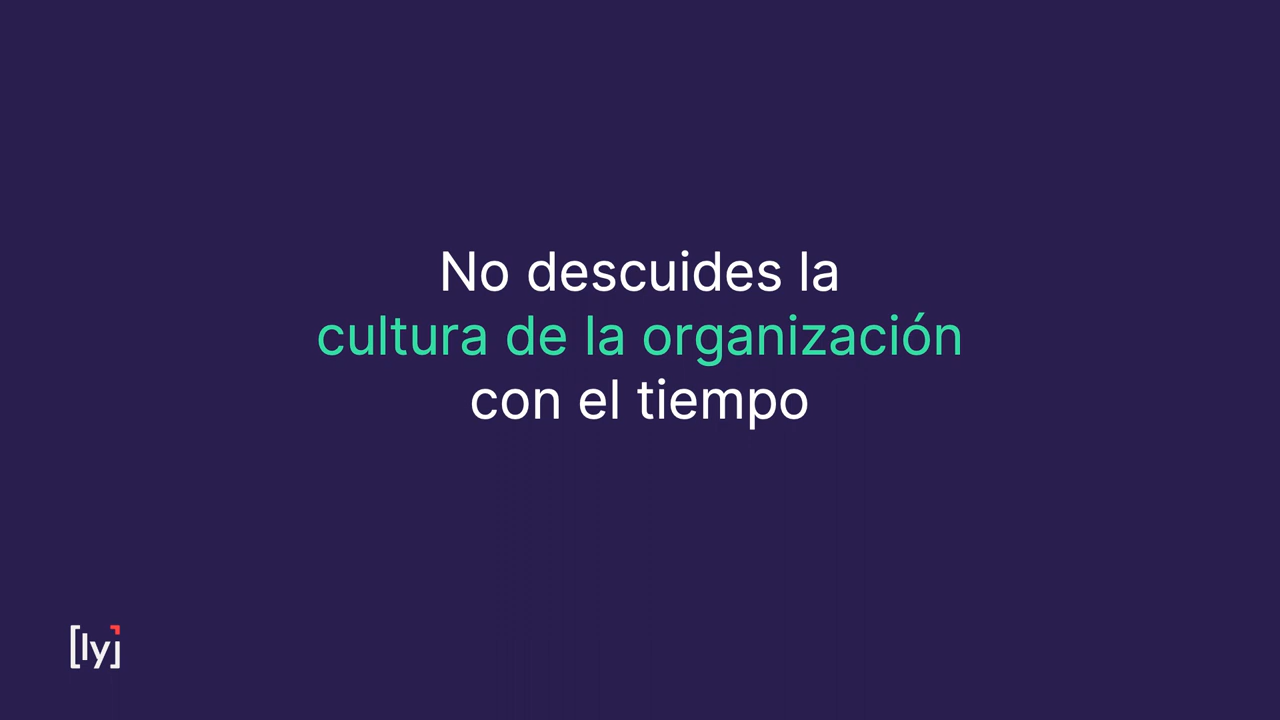 No descuides la
cultura de la organización
con el tiempo
[ly]